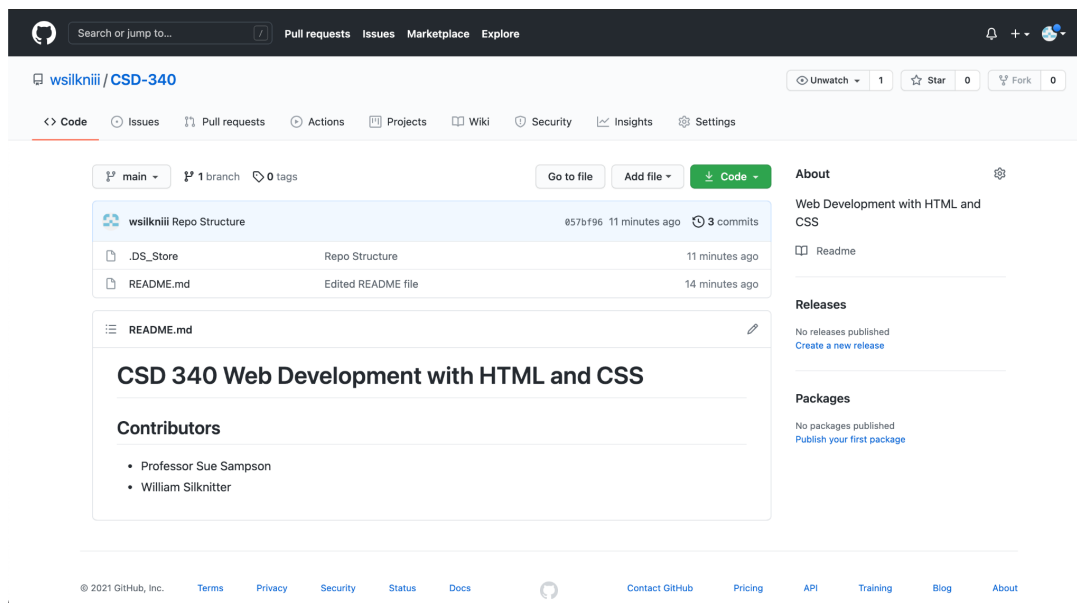 Search or jump to... / Pull requests Issues Marketplace Explore
wsilkniii / CSD-340 Unwatch 1 Star 0 Fork 0
<> Code Issues Pull requests Actions Projects Wiki Security Insights Settings
main 1 branch 0 tags Go to file Add file Code
wsilkniii Repo Structure 057bf96 11 minutes ago 3 commits
.DS_Store Repo Structure 11 minutes ago
README.md Edited README file 14 minutes ago
README.md
CSD 340 Web Development with HTML and CSS
Contributors
• Professor Sue Sampson
• William Silknitter
About
Web Development with HTML and
CSS
Readme
Releases
No releases published
Create a new release
Packages
No packages published
Publish your first package
© 2021 GitHub, Inc. Terms Privacy Security Status Docs Contact GitHub Pricing API Training Blog About